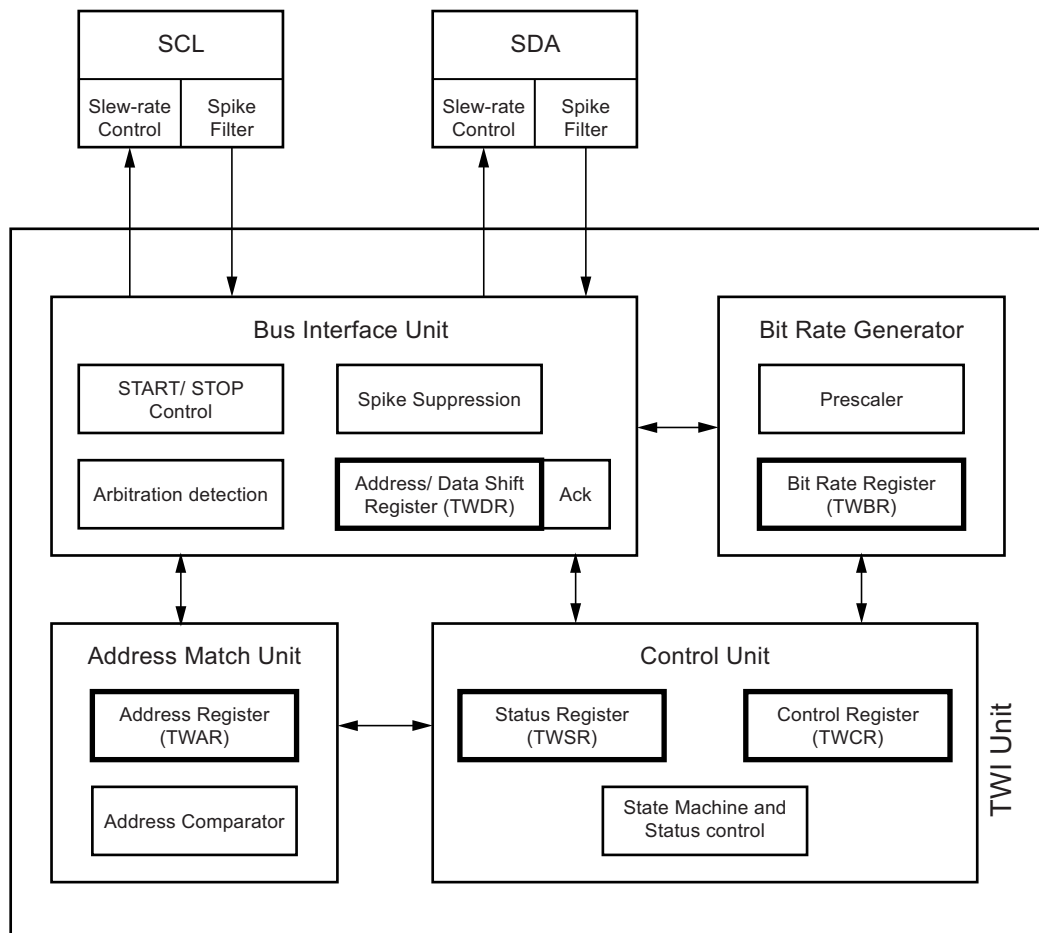 SCL
SDA
Slew-rate
Control
Spike
Filter
Slew-rate
Control
Spike
Filter
Bus Interface Unit
START/ STOP
Control
Spike Suppression
Arbitration detection
Address/ Data Shift
Register (TWDR)
Ack
Bit Rate Generator
Prescaler
Bit Rate Register
(TWBR)
Address Match Unit
Address Register
(TWAR)
Address Comparator
Control Unit
Status Register
(TWSR)
Control Register
(TWCR)
State Machine and
Status control
TWI Unit